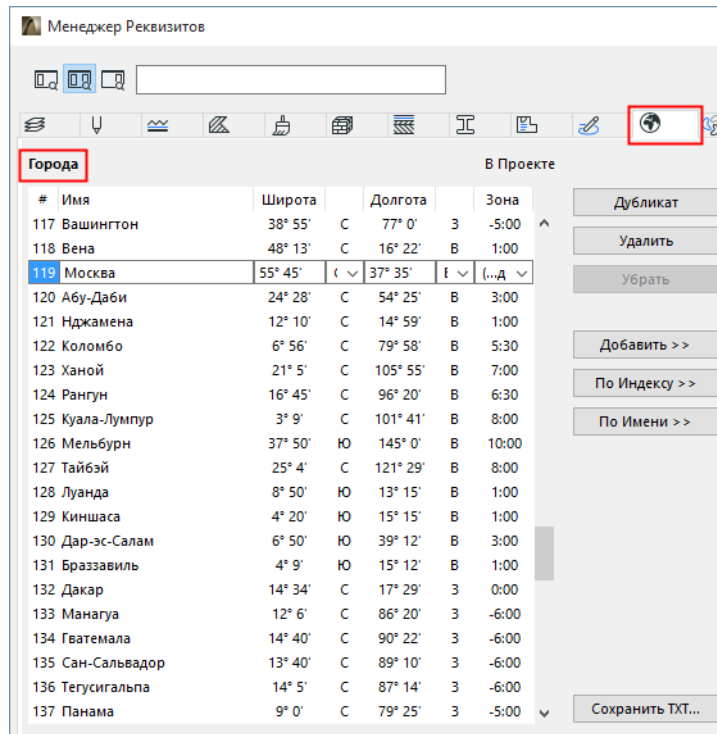 Менеджер Реквизитов
Города В Проекте
# Имя Широта Долгота Зона
117 Вашингтон 38° 55' С 77° 0' З -5:00
118 Вена 48° 13' С 16° 22' В 1:00
119 Москва 55° 45' 37° 35' (...д
120 Абу-Даби 24° 28' С 54° 25' В 3:00
121 Нджамена 12° 10' С 14° 59' В 1:00
122 Коломбо 6° 56' С 79° 58' В 5:30
123 Ханой 21° 5' С 105° 55' В 7:00
124 Рангун 16° 45' С 96° 20' В 6:30
125 Куала-Лумпур 3° 9' С 101° 41' В 8:00
126 Мельбурн 37° 50' Ю 145° 0' В 10:00
127 Тайбэй 25° 4' С 121° 29' В 8:00
128 Луанда 8° 50' Ю 13° 15' В 1:00
129 Киншаса 4° 20' Ю 15° 15' В 1:00
130 Дар-эс-Салам 6° 50' Ю 39° 12' В 3:00
131 Браззавиль 4° 9' Ю 15° 12' В 1:00
132 Дакар 14° 34' С 17° 29' З 0:00
133 Манагуа 12° 6' С 86° 20' З -6:00
134 Гватемала 14° 40' С 90° 22' З -6:00
135 Сан-Сальвадор 13° 40' С 89° 10' З -6:00
136 Тегусигальпа 14° 5' С 87° 14' З -6:00
137 Панама 9° 0' С 79° 25' З -5:00
Дубликат
Удалить
Убрать
Добавить >>
По Индексу >>
По Имени >>
Сохранить TXT...